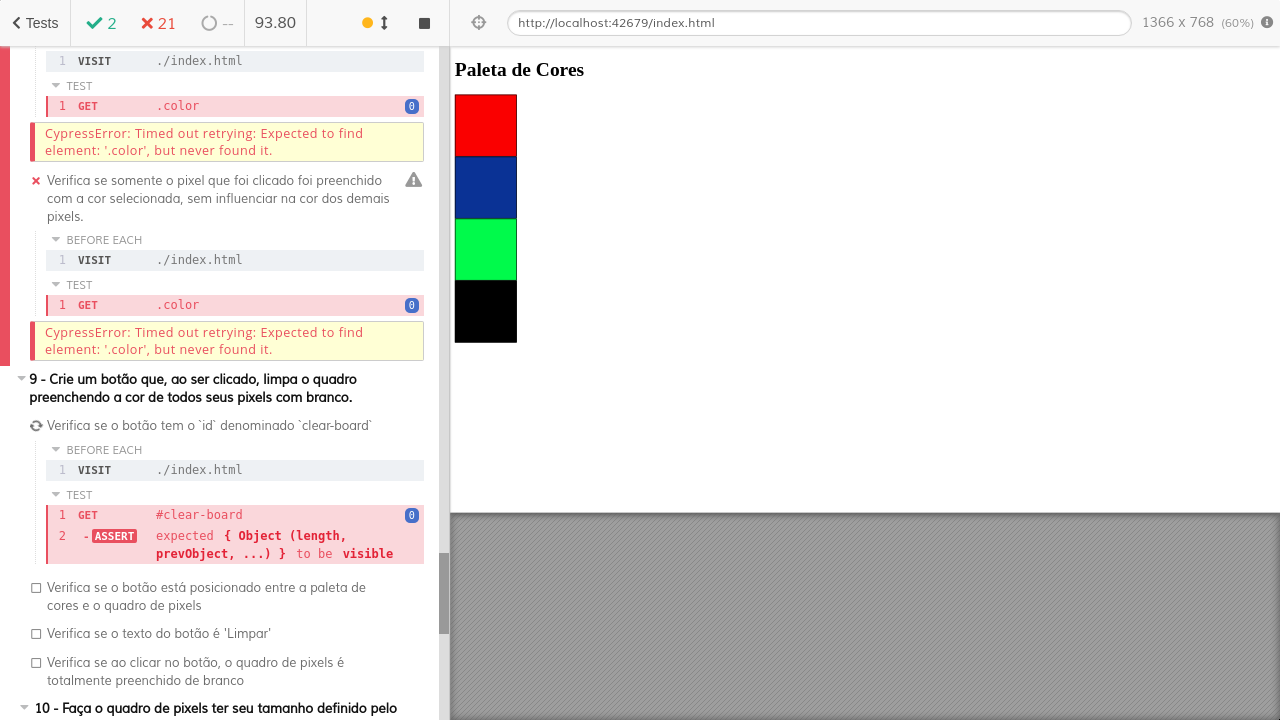 Tests
2
21
--
93.80
http://localhost:42679/index.html
1366 x 768 (60%)
1 VISIT ./index.html
TEST
1 GET .color 0
CypressError: Timed out retrying: Expected to find
element: '.color', but never found it.
Verifica se somente o pixel que foi clicado foi preenchido
com a cor selecionada, sem influenciar na cor dos demais
pixels.
BEFORE EACH
1 VISIT ./index.html
TEST
1 GET .color 0
CypressError: Timed out retrying: Expected to find
element: '.color', but never found it.
9 - Crie um botão que, ao ser clicado, limpa o quadro
preenchendo a cor de todos seus pixels com branco.
Verifica se o botão tem o `id` denominado `clear-board`
BEFORE EACH
1 VISIT ./index.html
TEST
1 GET #clear-board 0
2 -ASSERT expected { Object (length,
prevObject, ...) } to be visible
Verifica se o botão está posicionado entre a paleta de
cores e o quadro de pixels
Verifica se o texto do botão é 'Limpar'
Verifica se ao clicar no botão, o quadro de pixels é
totalmente preenchido de branco
10 - Faça o quadro de pixels ter seu tamanho definido pelo
Paleta de Cores